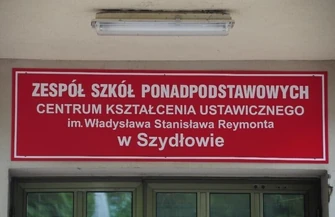 ZESPÓŁ SZKÓŁ PONADPODSTAWOWYCH
CENTRUM KSZTAŁCENIA USTAWICZNEGO
im.Władysława Stanisława Reymonta
w Szydłowie